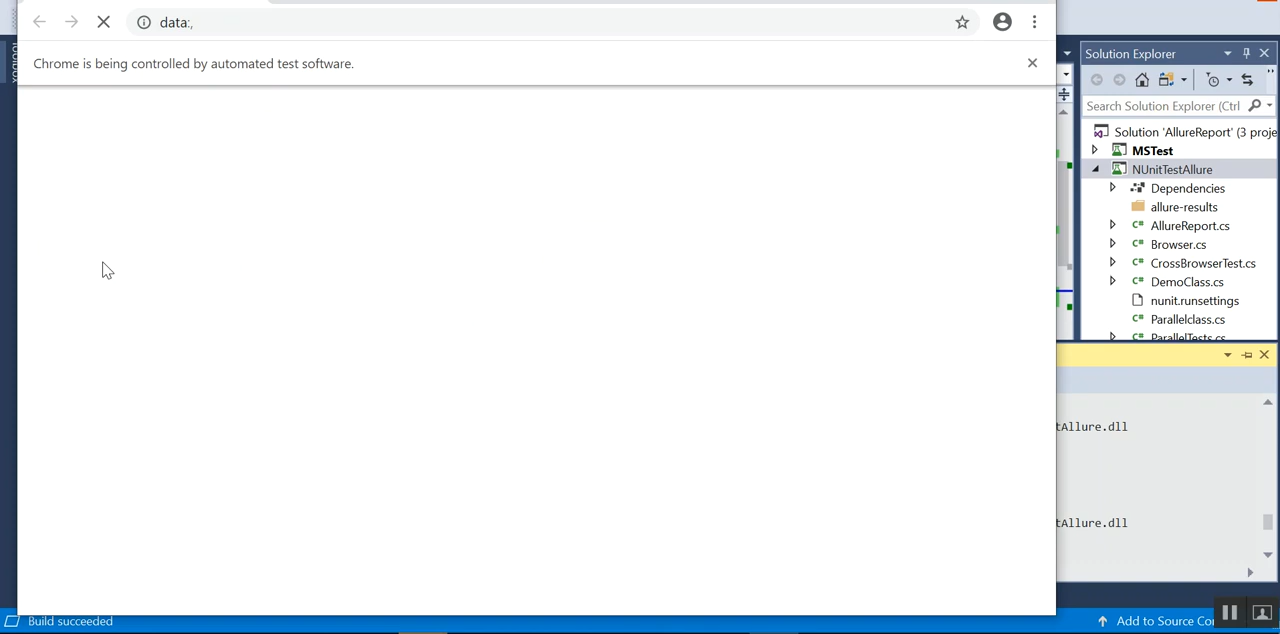 data:,
Chrome is being controlled by automated test software.
Solution Explorer
Search Solution Explorer (Ctrl
Solution 'AllureReport' (3 proje
MSTest
NUnitTestAllure
Dependencies
allure-results
AllureReport.cs
Browser.cs
CrossBrowserTest.cs
DemoClass.cs
nunit.runsettings
Parallelclass.cs
ParallelTests.cs
tAllure.dll
tAllure.dll
Build succeeded
Add to Source Co